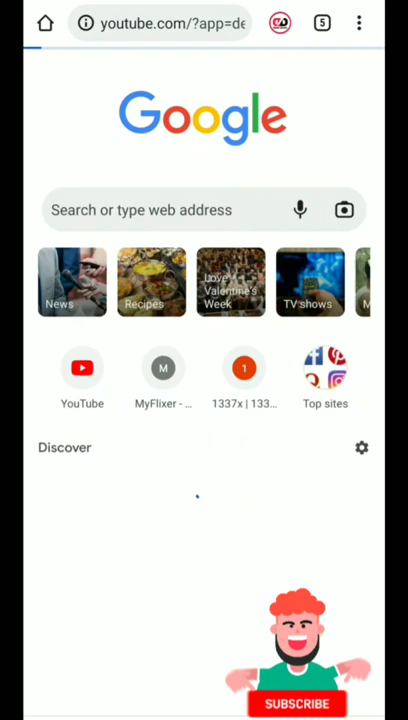 youtube.com/?app=de
5
Google
Search or type web address
News
Recipes
Love
Valentine's
Week
TV shows
M
YouTube
M
MyFlixer - ...
1
1337x | 133...
Top sites
Discover
SUBSCRIBE